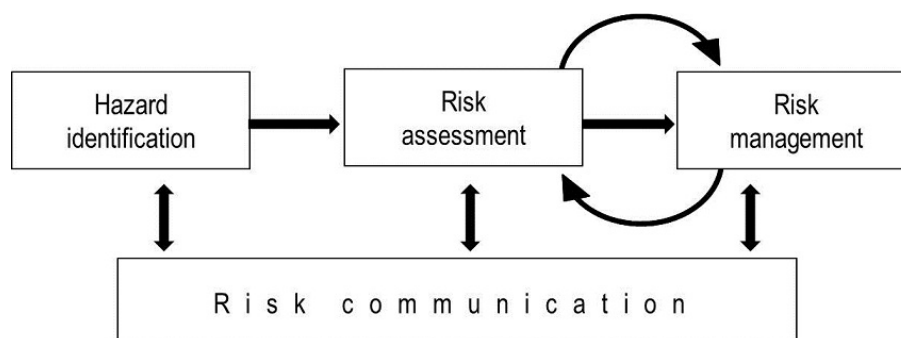 Hazard
identification
Risk
assessment
Risk
management
Risk communication